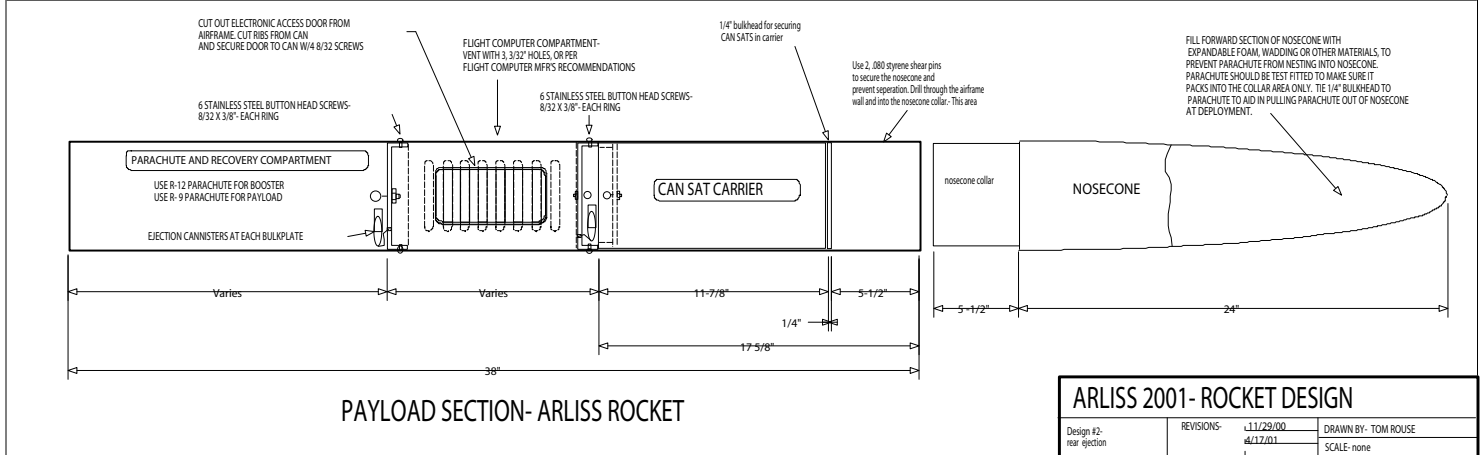 CUT OUT ELECTRONIC ACCESS DOOR FROM
AIRFRAME. CUT RIBS FROM CAN
AND SECURE DOOR TO CAN W/4 8/32 SCREWS
FLIGHT COMPUTER COMPARTMENT-
VENT WITH 3, 3/32" HOLES, OR PER
FLIGHT COMPUTER MFR'S RECOMMENDATIONS
1/4" bulkhead for securing
CAN SATS in carrier
Use 2, .080 styrene shear pins
to secure the nosecone and
prevent seperation. Drill through the airframe
wall and into the nosecone collar.- This area
FILL FORWARD SECTION OF NOSECONE WITH
EXPANDABLE FOAM, WADDING OR OTHER MATERIALS, TO
PREVENT PARACHUTE FROM NESTING INTO NOSECONE.
PARACHUTE SHOULD BE TEST FITTED TO MAKE SURE IT
PACKS INTO THE COLLAR AREA ONLY. TIE 1/4" BULKHEAD TO
PARACHUTE TO AID IN PULLING PARACHUTE OUT OF NOSECONE
AT DEPLOYMENT.
6 STAINLESS STEEL BUTTON HEAD SCREWS-
8/32 X 3/8"- EACH RING
6 STAINLESS STEEL BUTTON HEAD SCREWS-
8/32 X 3/8"- EACH RING
PARACHUTE AND RECOVERY COMPARTMENT
USE R-12 PARACHUTE FOR BOOSTER
USE R- 9 PARACHUTE FOR PAYLOAD
EJECTION CANNISTERS AT EACH BULKPLATE
CAN SAT CARRIER
nosecone collar
NOSECONE
Varies
Varies
11-7/8"
5-1/2"
5 -1/2"
24"
1/4"
17 5/8"
38"
PAYLOAD SECTION- ARLISS ROCKET
ARLISS 2001- ROCKET DESIGN
Design #2-
rear ejection
REVISIONS-
11/29/00
4/17/01
DRAWN BY- TOM ROUSE
SCALE- none